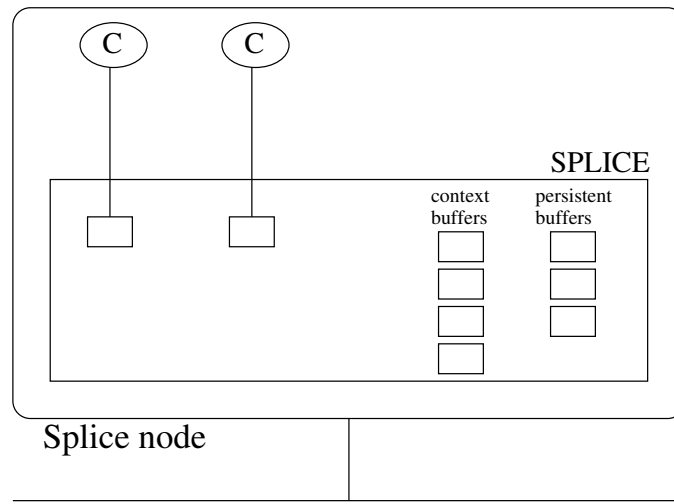 C
C
SPLICE
context
buffers
persistent
buffers
Splice node